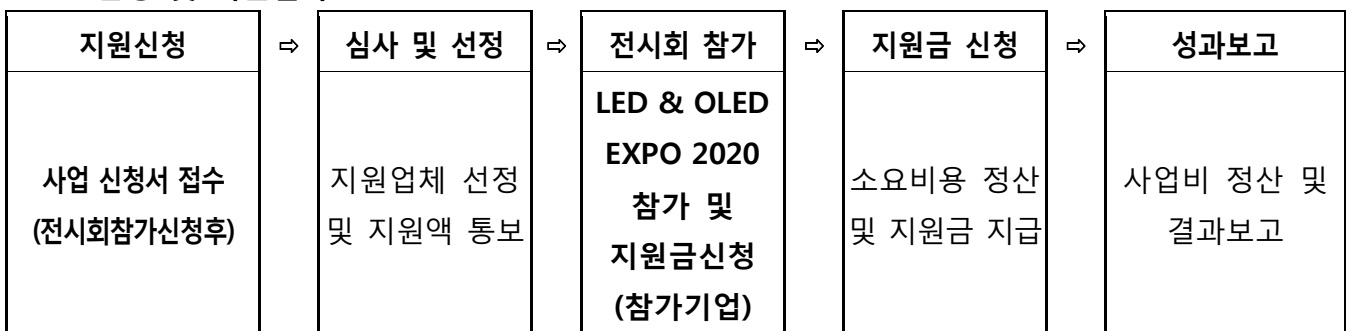 지원신청 ⇨ 심사 및 선정 ⇨ 전시회 참가 ⇨ 지원금 신청 ⇨ 성과보고
사업 신청서 접수
(전시회참가신청후)
지원업체 선정
및 지원액 통보
LED & OLED
EXPO 2020
참가 및
지원금신청
(참가기업)
소요비용 정산
및 지원금 지급
사업비 정산 및
결과보고